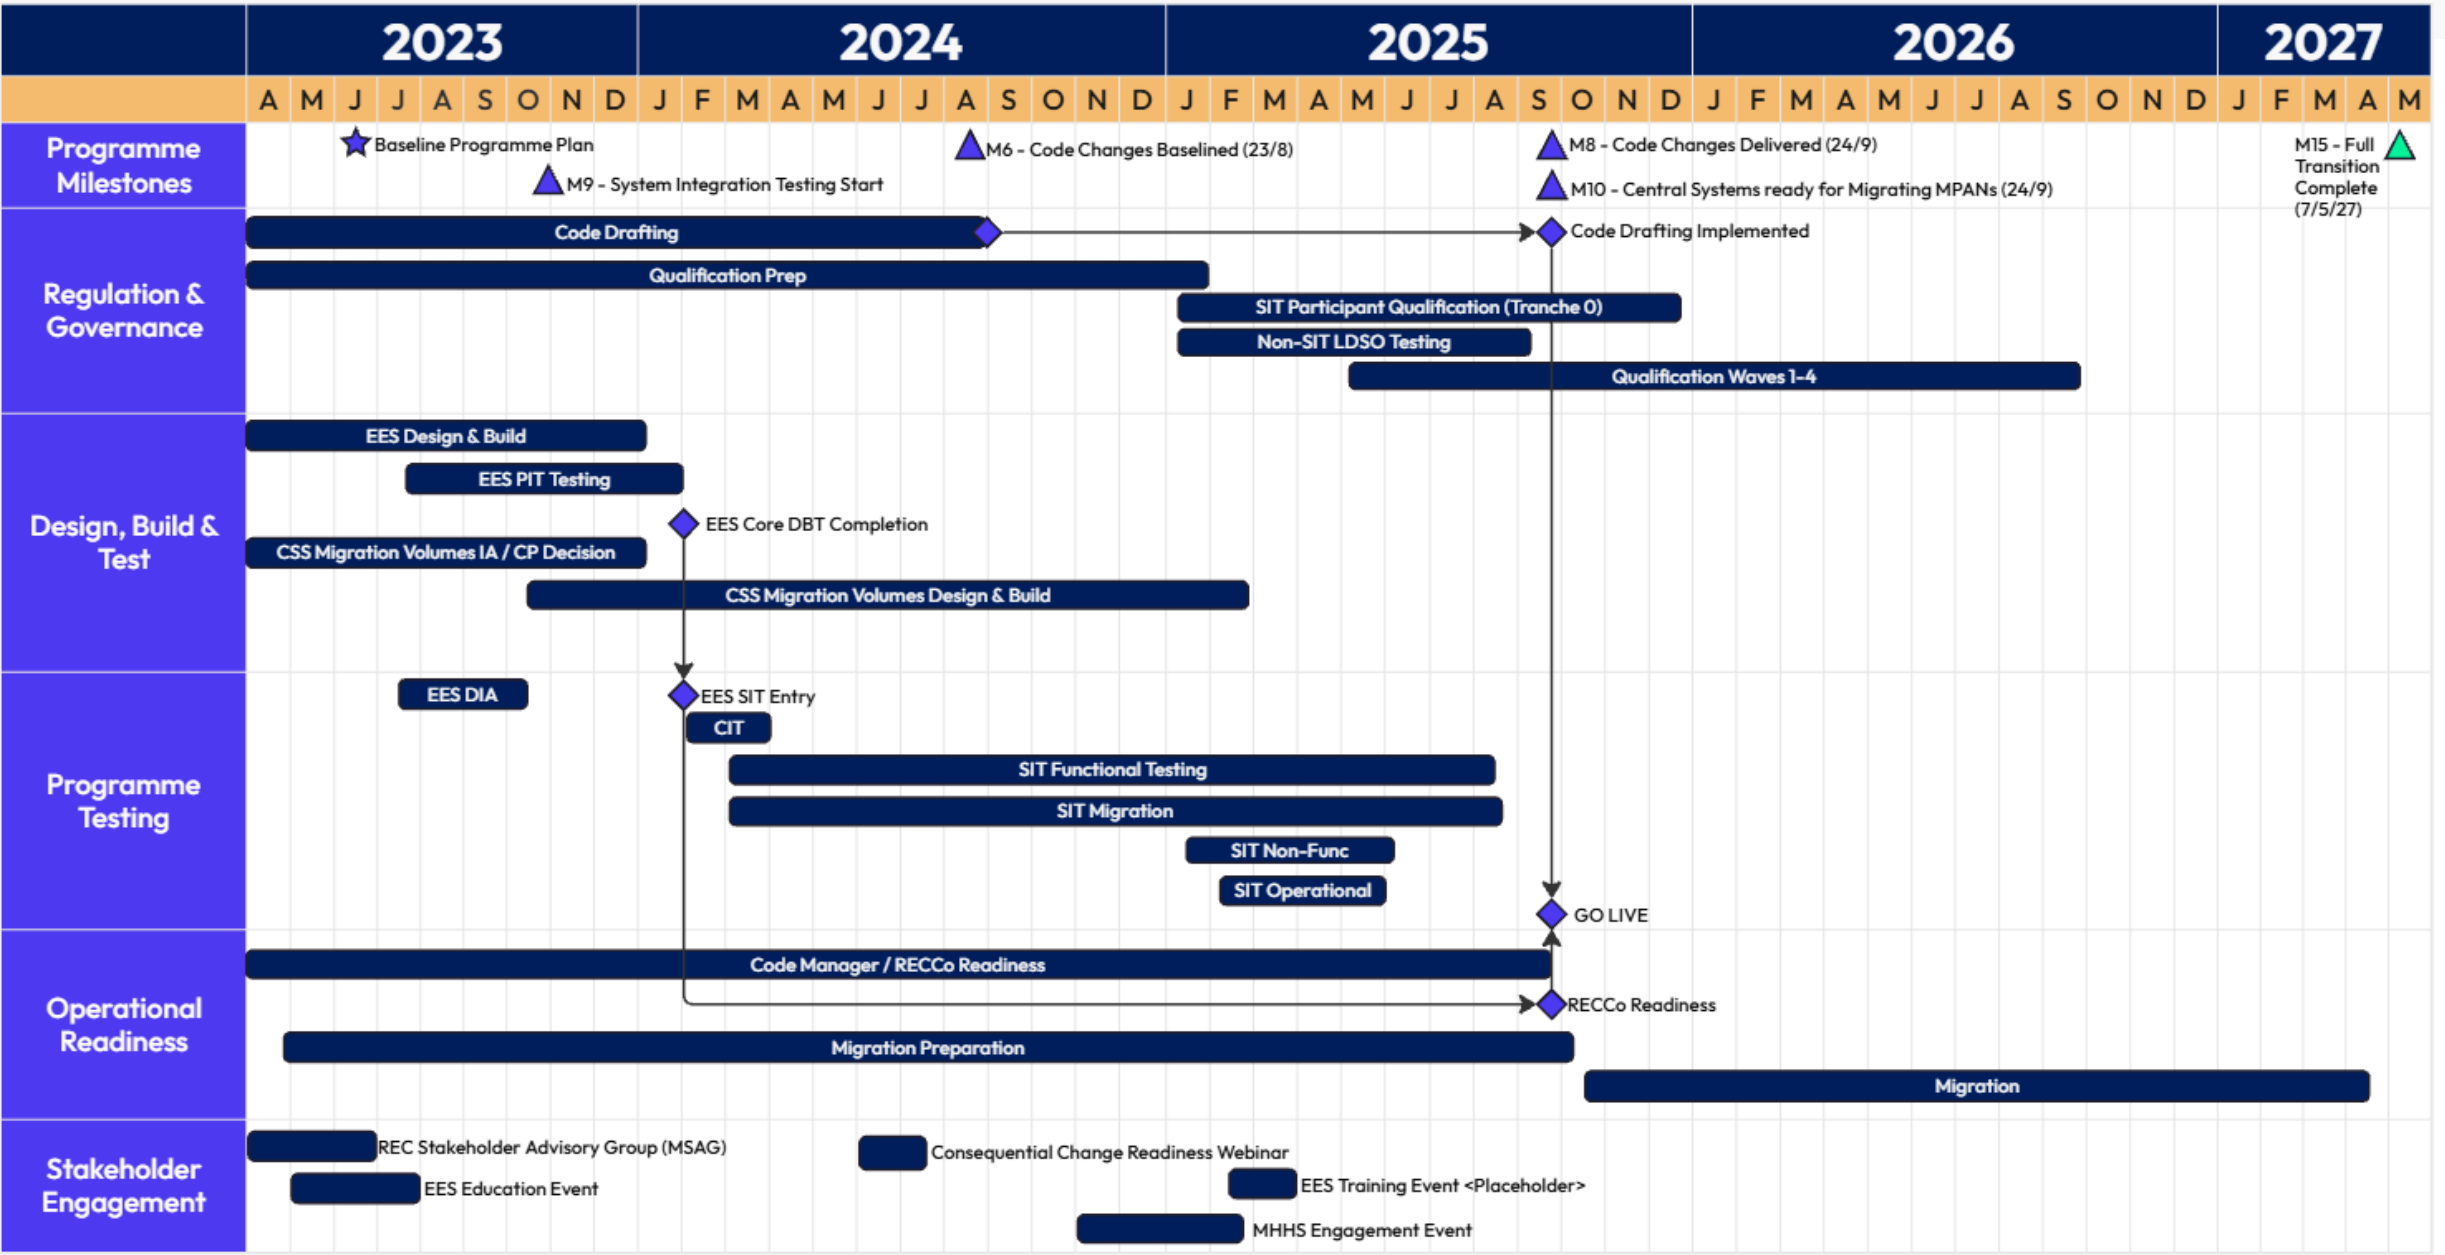 2023 2024 2025 2026 2027
A M J J A S O N D J F M A M J J A S O N D J F M A M J J A S O N D J F M A M J J A S O N D J F M A M
Programme
Milestones
Baseline Programme Plan
M9 - System Integration Testing Start
M6 - Code Changes Baselined (23/8)
M8 - Code Changes Delivered (24/9)
M10 - Central Systems ready for Migrating MPANs (24/9)
M15 - Full
Transition
Complete
(7/5/27)
Regulation &
Governance
Code Drafting
Code Drafting Implemented
Qualification Prep
SIT Participant Qualification (Tranche 0)
Non-SIT LDSO Testing
Qualification Waves 1-4
Design, Build &
Test
EES Design & Build
EES PIT Testing
EES Core DBT Completion
CSS Migration Volumes IA / CP Decision
CSS Migration Volumes Design & Build
Programme
Testing
EES DIA
EES SIT Entry
CIT
SIT Functional Testing
SIT Migration
SIT Non-Func
SIT Operational
GO LIVE
Operational
Readiness
Code Manager / RECCo Readiness
RECCo Readiness
Migration Preparation
Migration
Stakeholder
Engagement
REC Stakeholder Advisory Group (MSAG)
Consequential Change Readiness Webinar
EES Education Event
EES Training Event <Placeholder>
MHHS Engagement Event